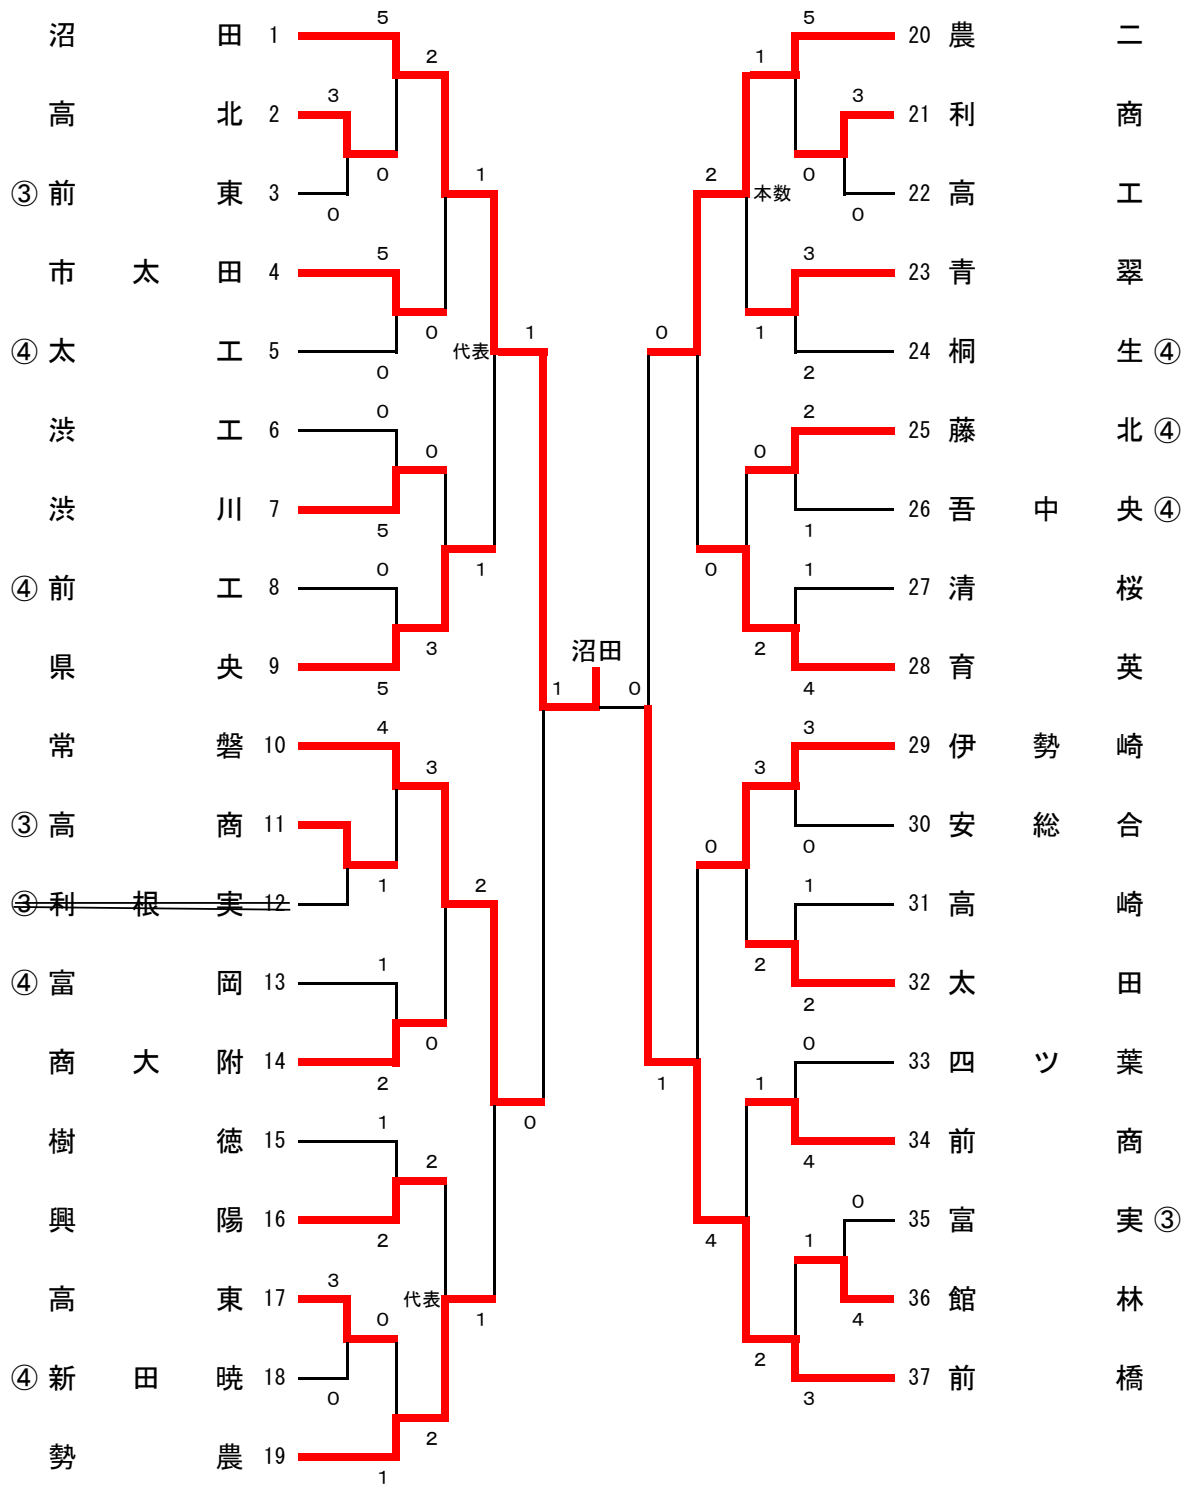 5 5
沼 田 1 20 農 二
2 1
3 3
高 北 2 21 利 商
0 1 2 0
③ 前 東 3 本数 22 高 工
0 0
5 3
市 太 田 4 23 青 翠
0 1 0 1
④ 太 工 5 代表 24 桐 生 ④
0 2
0 2
渋 工 6 25 藤 北 ④
0 0
渋 川 7 26 吾 中 央 ④
5 1
0 1 0 1
④ 前 工 8 27 清 桜
3 沼田 2
県 央 9 28 育 英
5 1 0 4
4 3
常 磐 10 29 伊 勢 崎
3 3
③ 高 商 11 30 安 総 合
0 0
1 2 1
③ 利 根 実 12 31 高 崎
1 2
④ 富 岡 13 32 太 田
2
0 0
商 大 附 14 33 四 ツ 葉
2 1 1
1 0
樹 徳 15 34 前 商
2 4
0
興 陽 16 35 富 実 ③
2 4 1
3
高 東 17 代表 36 館 林
0 1 4
2
④ 新 田 暁 18 37 前 橋
0 3
2
勢 農 19
1